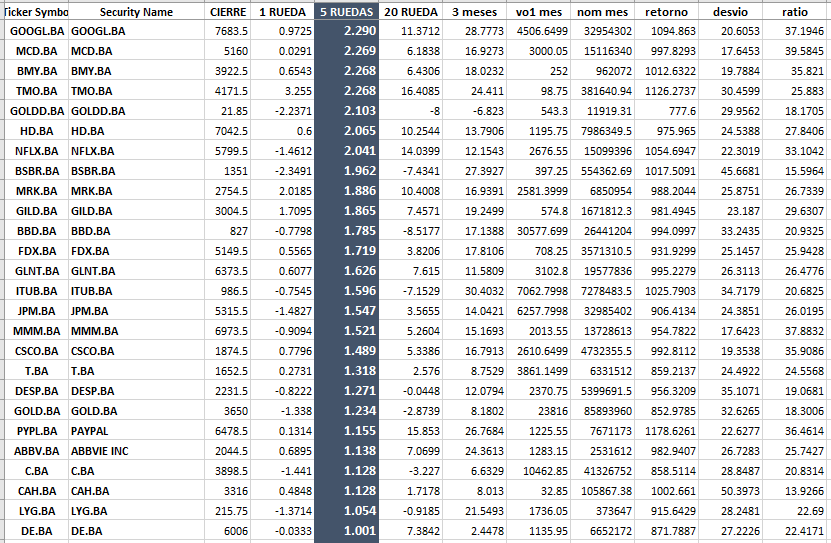 Ticker Symbo Security Name CIERRE 1 RUEDA 5 RUEDAS 20 RUEDA 3 meses vo1 mes nom mes retorno desvio ratio
GOOGL.BA GOOGL.BA 7683.5 0.9725 2.290 11.3712 28.7773 4506.6499 32954302 1094.863 20.6053 37.1946
MCD.BA MCD.BA 5160 0.0291 2.269 6.1838 16.9273 3000.05 15116340 997.8293 17.6453 39.5845
BMY.BA BMY.BA 3922.5 0.6543 2.268 6.4306 18.0232 252 962072 1012.6322 19.7884 35.821
TMO.BA TMO.BA 4171.5 3.255 2.268 16.4085 24.411 98.75 381640.94 1126.2737 30.4599 25.883
GOLDD.BA GOLDD.BA 21.85 -2.2371 2.103 -8 -6.823 543.3 11919.31 777.6 29.9562 18.1705
HD.BA HD.BA 7042.5 0.6 2.065 10.2544 13.7906 1195.75 7986349.5 975.965 24.5388 27.8406
NFLX.BA NFLX.BA 5799.5 -1.4612 2.041 14.0399 12.1543 2676.55 15099396 1054.6947 22.3019 33.1042
BSBR.BA BSBR.BA 1351 -2.3491 1.962 -7.4341 27.3927 397.25 554362.69 1017.5091 45.6681 15.5964
MRK.BA MRK.BA 2754.5 2.0185 1.886 10.4008 16.9391 2581.3999 6850954 988.2044 25.8751 26.7339
GILD.BA GILD.BA 3004.5 1.7095 1.865 7.4571 19.2499 574.8 1671812.3 981.4945 23.187 29.6307
BBD.BA BBD.BA 827 -0.7798 1.785 -8.5177 17.1388 30577.699 26441204 994.0997 33.2435 20.9325
FDX.BA FDX.BA 5149.5 0.5565 1.719 3.8206 17.8106 708.25 3571310.5 931.9299 25.1457 25.9428
GLNT.BA GLNT.BA 6373.5 0.6077 1.626 7.615 11.5809 3102.8 19577836 995.2279 26.3113 26.4776
ITUB.BA ITUB.BA 986.5 -0.7545 1.596 -7.1529 30.4032 7062.7998 7278483.5 1025.7903 34.7179 20.6825
JPM.BA JPM.BA 5315.5 -1.4827 1.547 3.5655 14.0421 6257.7998 32985402 906.4134 24.3851 26.0195
MMM.BA MMM.BA 6973.5 -0.9094 1.521 5.2604 15.1693 2013.55 13728613 954.7822 17.6423 37.8832
CSCO.BA CSCO.BA 1874.5 0.7796 1.489 5.3386 16.7913 2610.6499 4732355.5 992.8112 19.3538 35.9086
T.BA T.BA 1652.5 0.2731 1.318 2.576 8.7529 3861.1499 6331512 859.2137 24.4922 24.5568
DESP.BA DESP.BA 2231.5 -0.8222 1.271 -0.0448 12.0794 2370.75 5399691.5 956.3209 35.1071 19.0681
GOLD.BA GOLD.BA 3650 -1.338 1.234 -2.8739 8.1802 23816 85893960 852.9785 32.6265 18.3006
PYPL.BA PAYPAL 6478.5 0.1314 1.155 15.853 26.7684 1225.55 7671173 1178.6261 22.6277 36.4614
ABBV.BA ABBVIE INC 2044.5 0.6895 1.138 7.0699 24.3613 1283.15 2531612 982.9407 26.7283 25.7427
C.BA C.BA 3898.5 -1.441 1.128 -3.227 6.6329 10462.85 41326752 858.5114 28.8487 20.8314
CAH.BA CAH.BA 3316 0.4848 1.128 1.7178 8.013 32.85 105867.38 1002.661 50.3973 13.9266
LYG.BA LYG.BA 215.75 -1.3714 1.054 -0.9185 21.5493 1736.05 373647 915.6429 28.2481 22.69
DE.BA DE.BA 6006 -0.0333 1.001 7.3842 2.4478 1135.95 6652172 871.7887 27.2226 22.4171